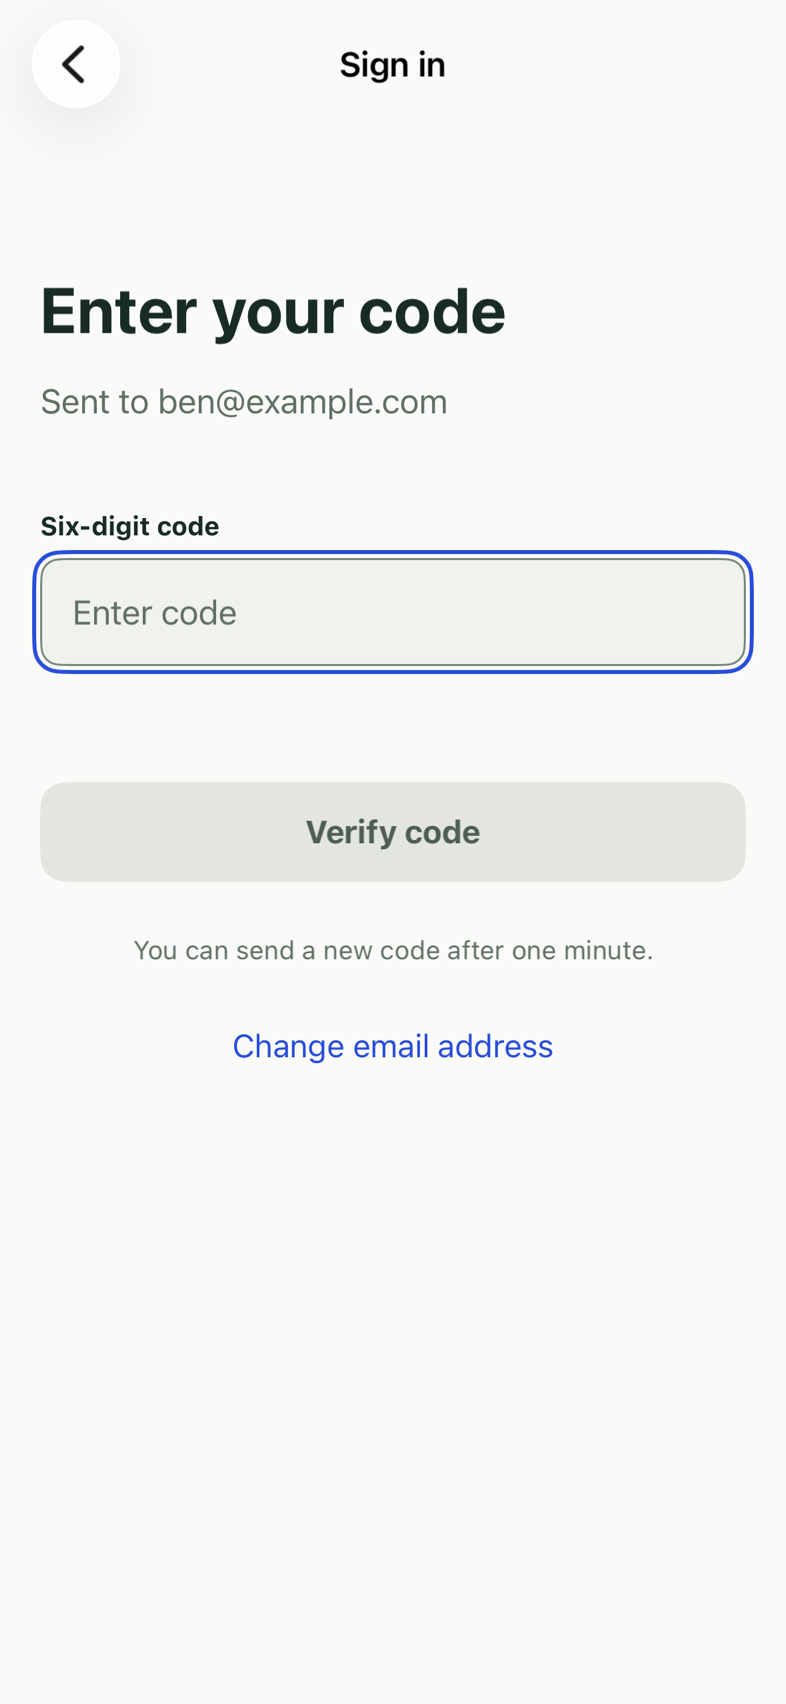 Sign in
Enter your code
Sent to ben@example.com
Six-digit code
Enter code
Verify code
You can send a new code after one minute.
Change email address